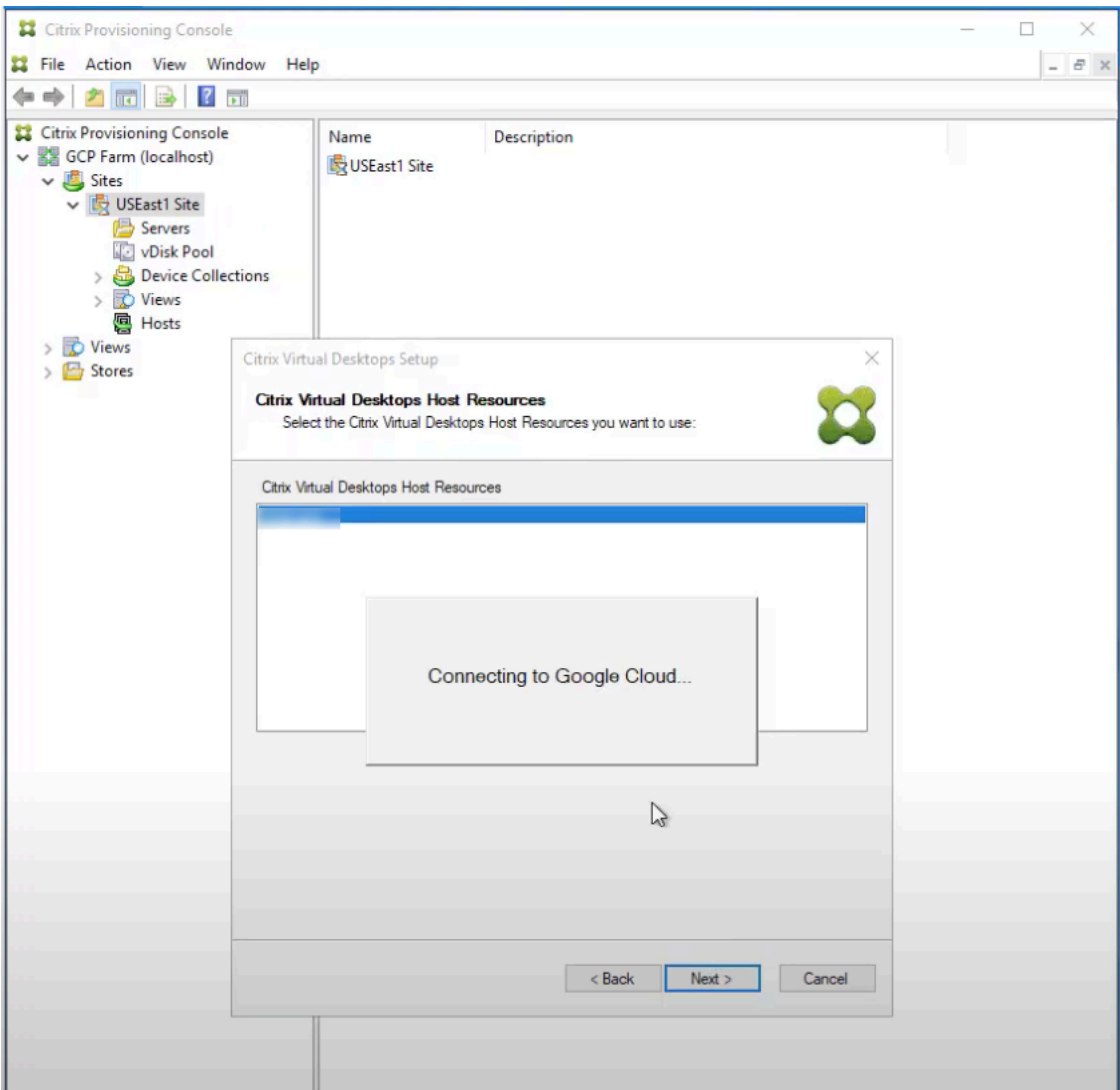 Citrix Provisioning Console
File Action View Window Help
Citrix Provisioning Console
GCP Farm (localhost)
Sites
USEast1 Site
Servers
vDisk Pool
Device Collections
Views
Hosts
Views
Stores
Name Description
USEast1 Site
Citrix Virtual Desktops Setup
Citrix Virtual Desktops Host Resources
Select the Citrix Virtual Desktops Host Resources you want to use:
Citrix Virtual Desktops Host Resources
Connecting to Google Cloud...
< Back Next > Cancel